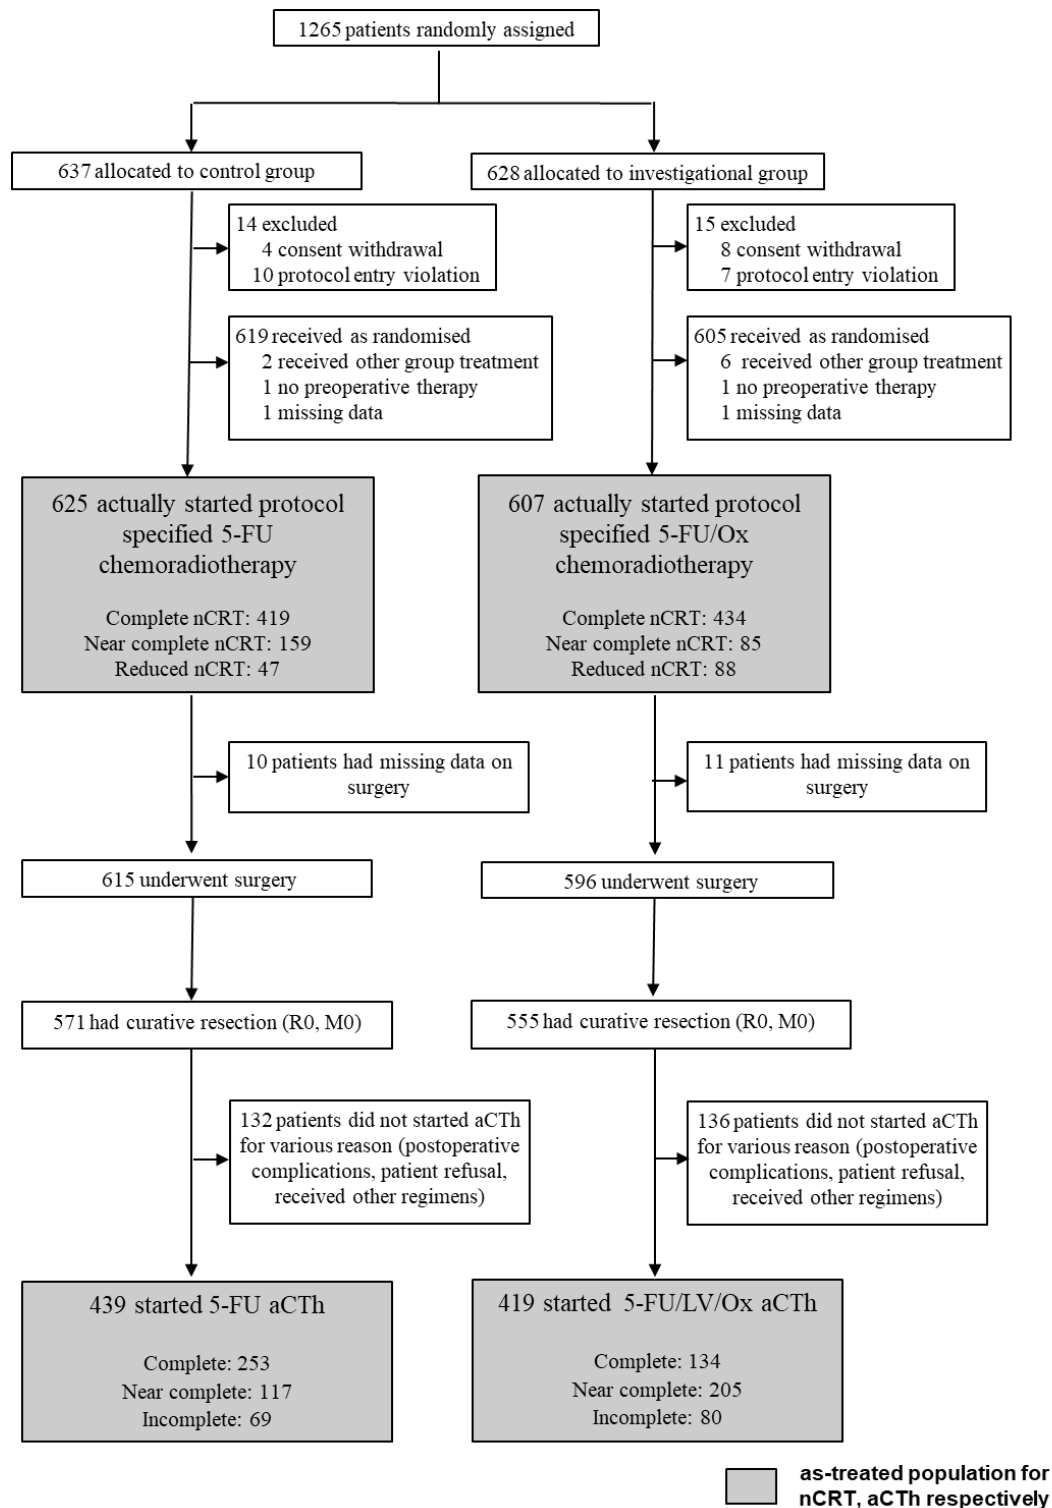 1265 patients randomly assigned
637 allocated to control group
628 allocated to investigational group
14 excluded
4 consent withdrawal
10 protocol entry violation
15 excluded
8 consent withdrawal
7 protocol entry violation
619 received as randomised
2 received other group treatment
1 no preoperative therapy
1 missing data
605 received as randomised
6 received other group treatment
1 no preoperative therapy
1 missing data
625 actually started protocol
specified 5-FU
chemoradiotherapy
Complete nCRT: 419
Near complete nCRT: 159
Reduced nCRT: 47
607 actually started protocol
specified 5-FU/Ox
chemoradiotherapy
Complete nCRT: 434
Near complete nCRT: 85
Reduced nCRT: 88
10 patients had missing data on
surgery
11 patients had missing data on
surgery
615 underwent surgery
596 underwent surgery
571 had curative resection (R0, M0)
555 had curative resection (R0, M0)
132 patients did not started aCTh
for various reason (postoperative
complications, patient refusal,
received other regimens)
136 patients did not started aCTh
for various reason (postoperative
complications, patient refusal,
received other regimens)
439 started 5-FU aCTh
Complete: 253
Near complete: 117
Incomplete: 69
419 started 5-FU/LV/Ox aCTh
Complete: 134
Near complete: 205
Incomplete: 80
as-treated population for
nCRT, aCTh respectively